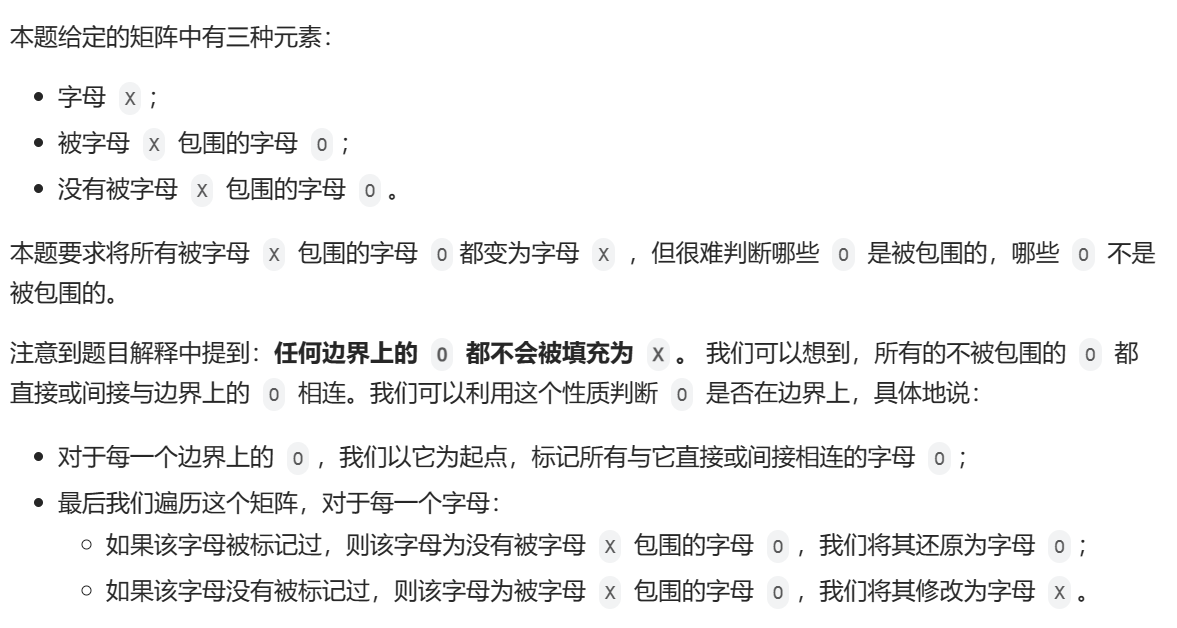 本题给定的矩阵中有三种元素：
• 字母 X ；
• 被字母 X 包围的字母 O ；
• 没有被字母 X 包围的字母 O 。
本题要求将所有被字母 X 包围的字母 O 都变为字母 X ，但很难判断哪些 O 是被包围的，哪些 O 不是
被包围的。
注意到题目解释中提到：任何边界上的 O 都不会被填充为 X 。 我们可以想到，所有的不被包围的 O 都
直接或间接与边界上的 O 相连。我们可以利用这个性质判断 O 是否在边界上，具体地说：
• 对于每一个边界上的 O ，我们以它为起点，标记所有与它直接或间接相连的字母 O ；
• 最后我们遍历这个矩阵，对于每一个字母：
○ 如果该字母被标记过，则该字母为没有被字母 X 包围的字母 O ，我们将其还原为字母 O ；
○ 如果该字母没有被标记过，则该字母为被字母 X 包围的字母 O ，我们将其修改为字母 X 。